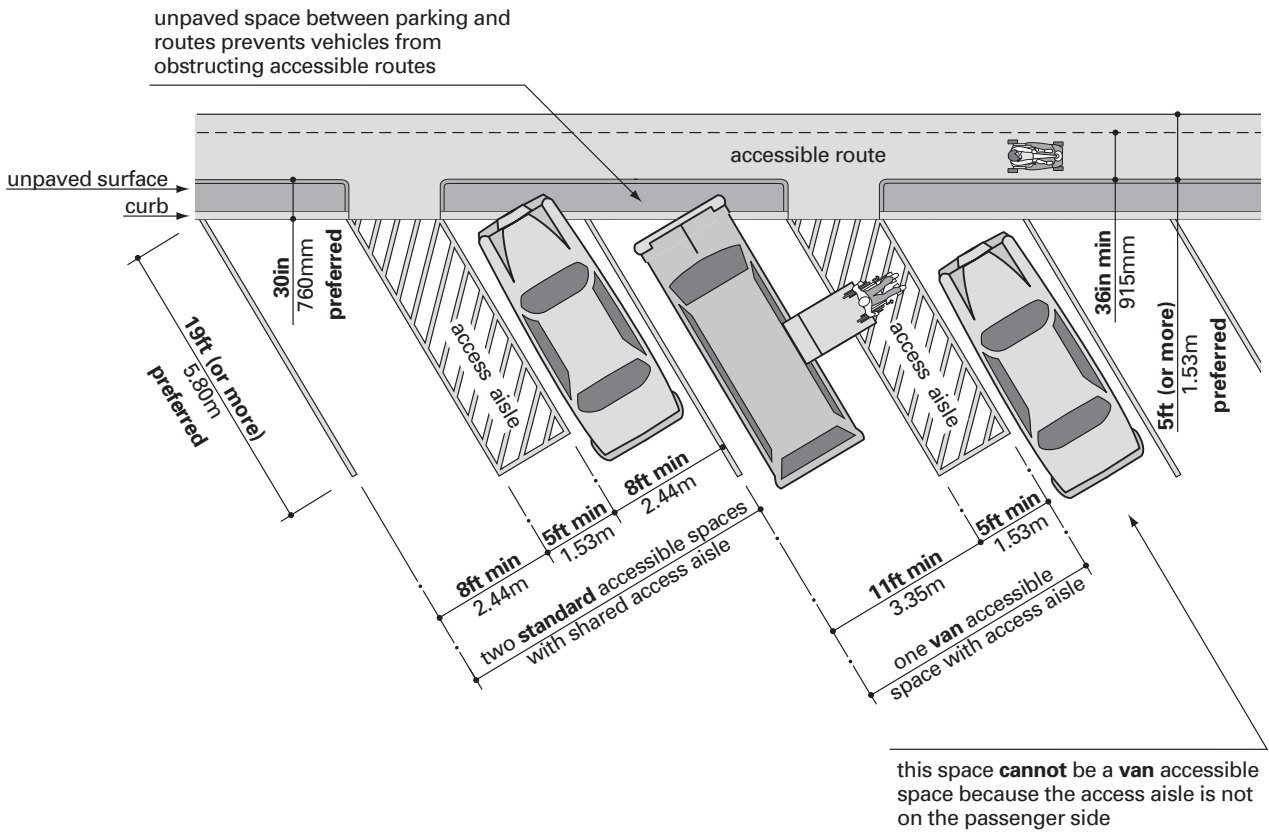 unpaved space between parking and
routes prevents vehicles from
obstructing accessible routes
accessible route
unpaved surface
curb
30in
760mm
preferred
36in min
915mm
5ft (or more)
1.53m
preferred
19ft (or more)
5.80m
preferred
access
aisle
access
aisle
8ft min
2.44m
5ft min
1.53m
8ft min
2.44m
two standard accessible spaces
with shared access aisle
11ft min
3.35m
5ft min
1.53m
one van accessible
space with access aisle
this space cannot be a van accessible
space because the access aisle is not
on the passenger side